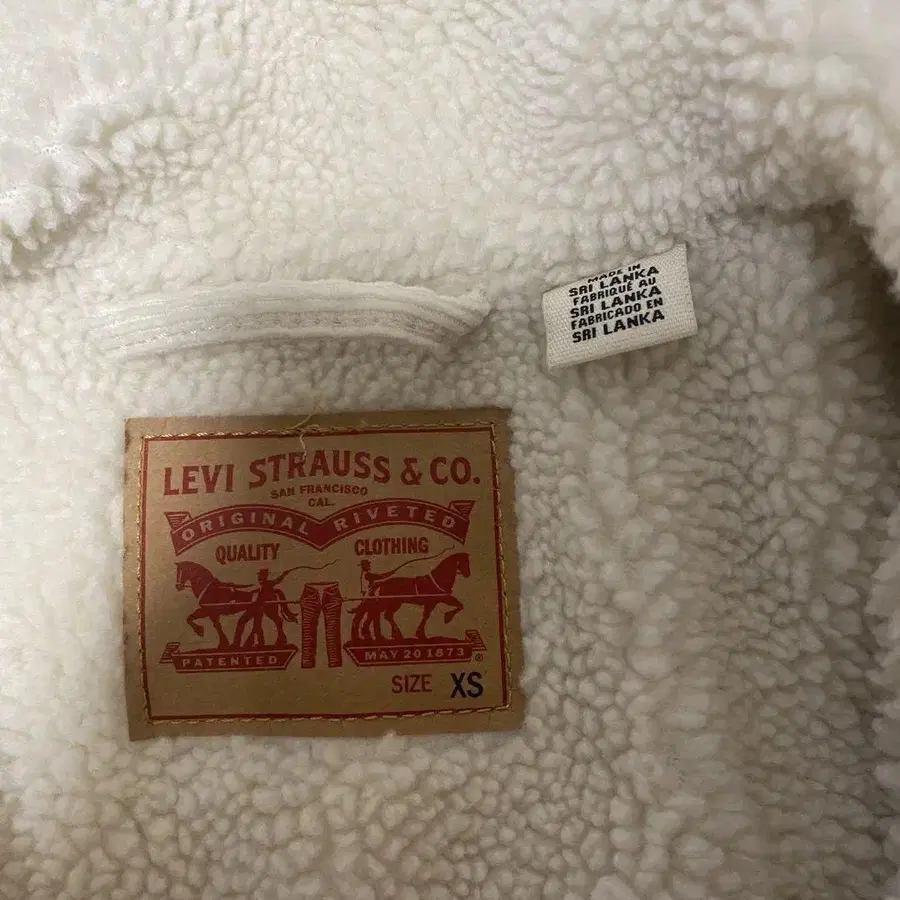 MADE IN
SRI LANKA
FABRIQUÉ AU
SRI LANKA
FABRICADO EN
SRI LANKA
LEVI STRAUSS & CO.
SAN FRANCISCO
CAL.
ORIGINAL RIVETED
QUALITY CLOTHING
PATENTED MAY 20 1873 ®
SIZE XS